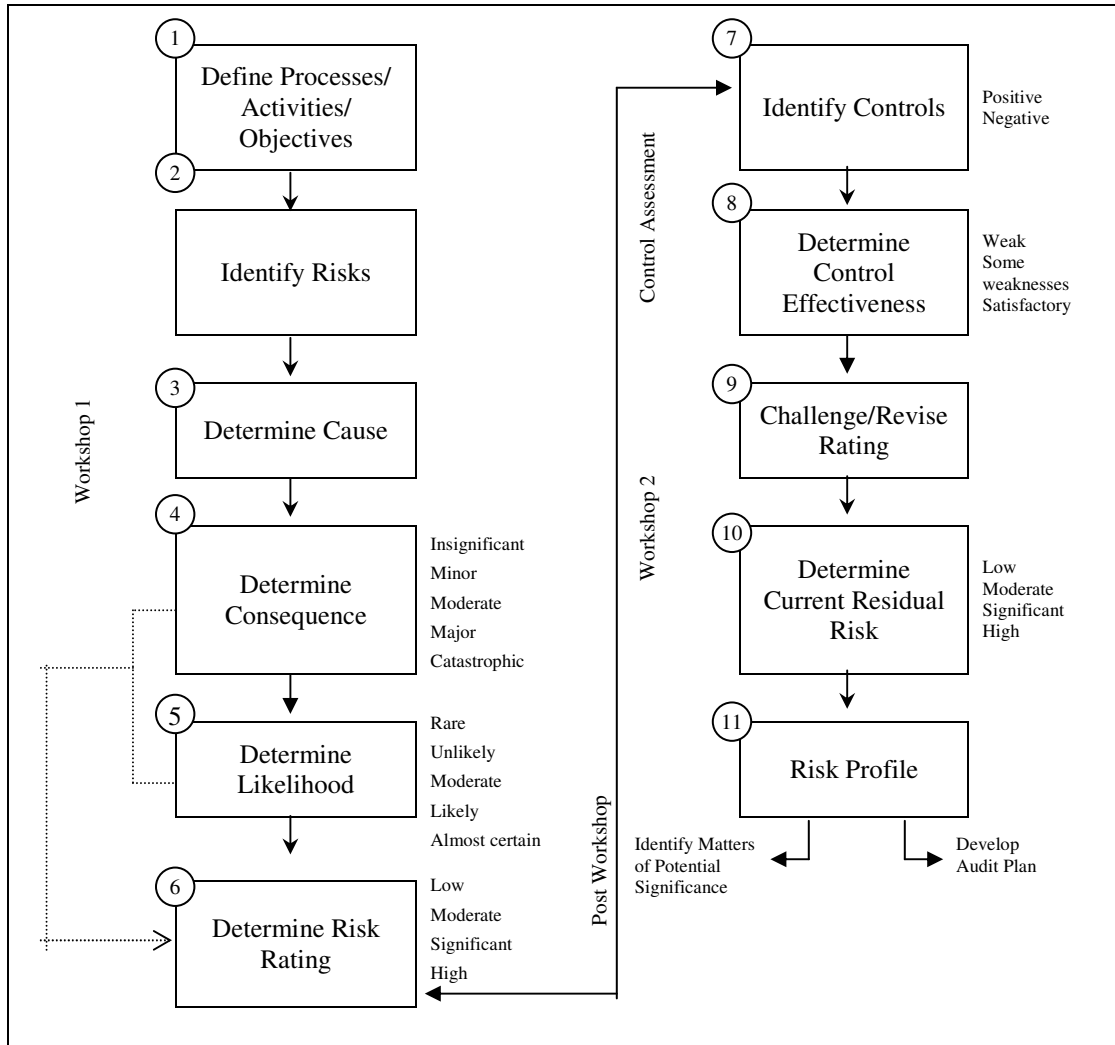 1
Define Processes/
Activities/
Objectives
2
Identify Risks
Workshop 1
3
Determine Cause
4
Determine
Consequence
Insignificant
Minor
Moderate
Major
Catastrophic
5
Determine
Likelihood
Rare
Unlikely
Moderate
Likely
Almost certain
6
Determine Risk
Rating
Low
Moderate
Significant
High
Post Workshop
Control Assessment
Workshop 2
7
Identify Controls
Positive
Negative
8
Determine
Control
Effectiveness
Weak
Some
weaknesses
Satisfactory
9
Challenge/Revise
Rating
10
Determine
Current Residual
Risk
Low
Moderate
Significant
High
11
Risk Profile
Identify Matters
of Potential
Significance
Develop
Audit Plan